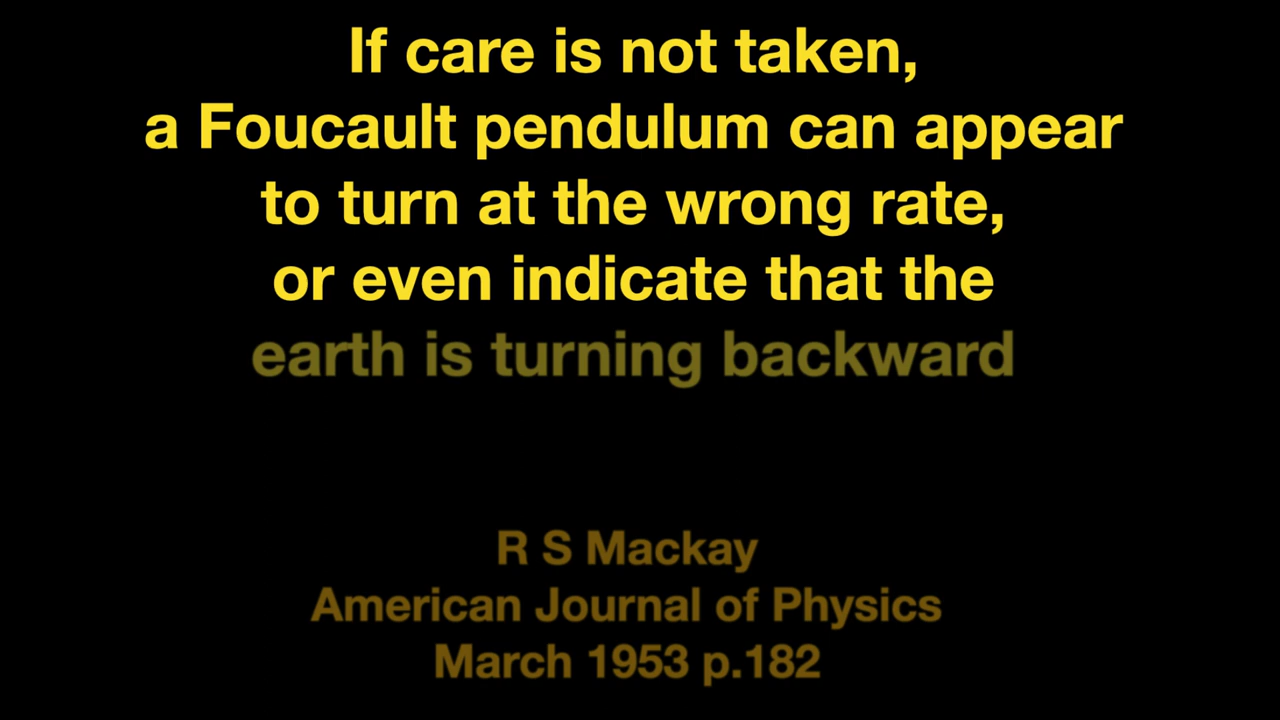 If care is not taken,
a Foucault pendulum can appear
to turn at the wrong rate,
or even indicate that the
earth is turning backward
R S Mackay
American Journal of Physics
March 1953 p.182